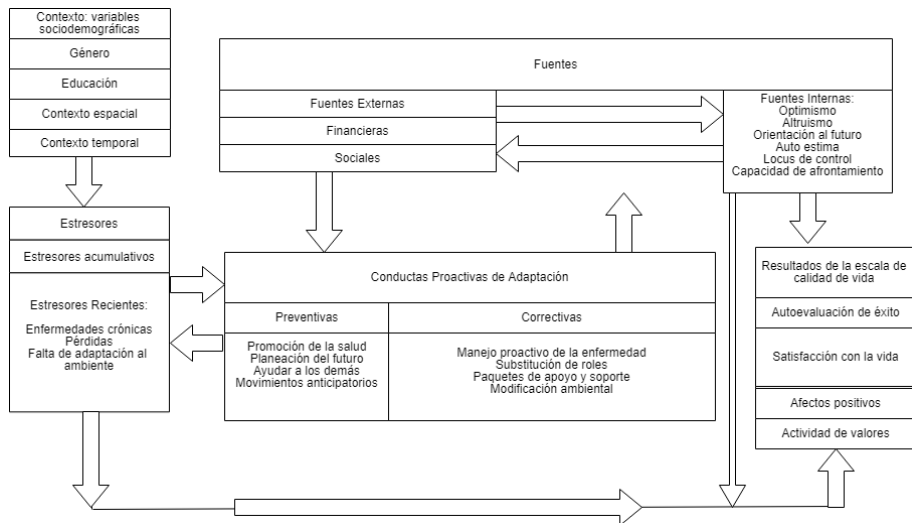 Contexto: variables
sociodemográficas
Género
Educación
Contexto espacial
Contexto temporal
Fuentes
Fuentes Externas
Financieras
Sociales
Fuentes Internas:
Optimismo
Altruismo
Orientación al futuro
Auto estima
Locus de control
Capacidad de afrontamiento
Estresores
Estresores acumulativos
Estresores Recientes:
Enfermedades crónicas
Pérdidas
Falta de adaptación al
ambiente
Conductas Proactivas de Adaptación
Preventivas
Promoción de la salud
Planeación del futuro
Ayudar a los demás
Movimientos anticipatorios
Correctivas
Manejo proactivo de la enfermedad
Substitución de roles
Paquetes de apoyo y soporte
Modificación ambiental
Resultados de la escala de
calidad de vida
Autoevaluación de éxito
Satisfacción con la vida
Afectos positivos
Actividad de valores